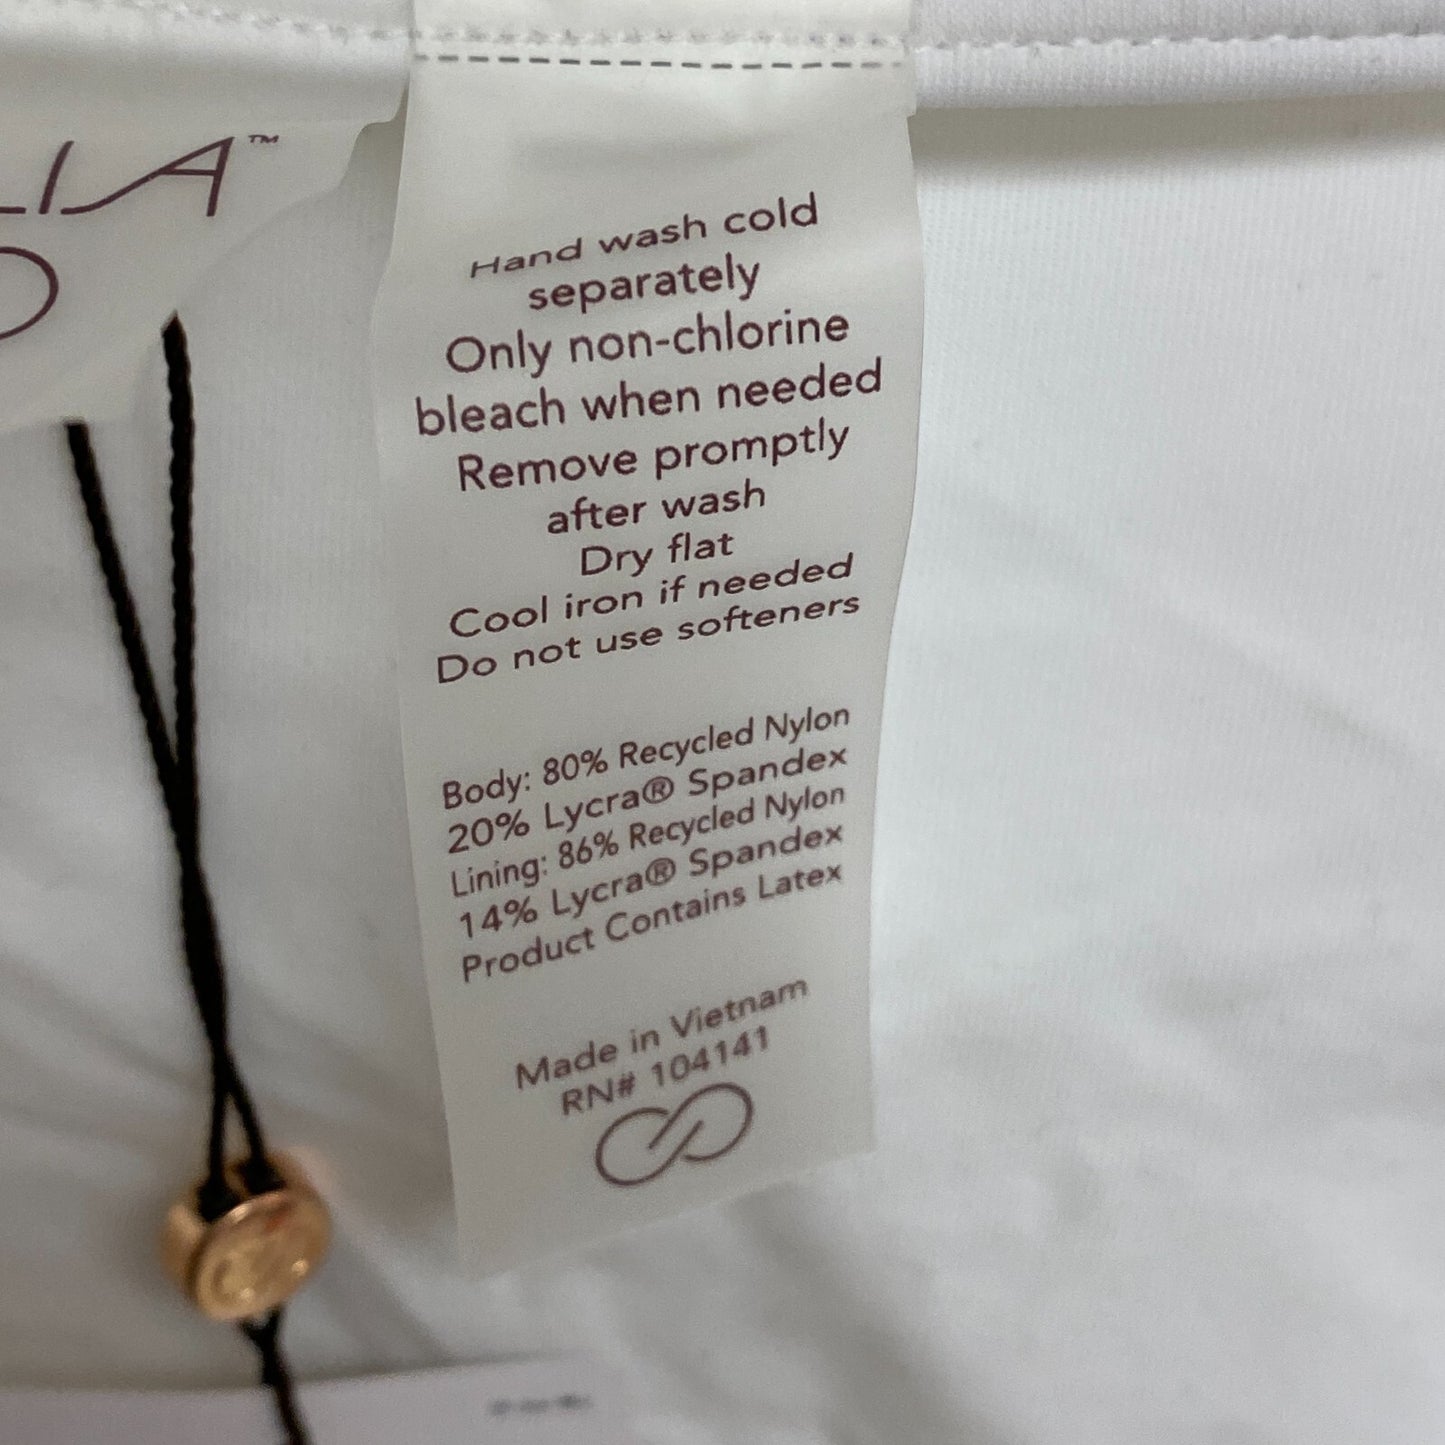 LIA™
Hand wash cold
separately
Only non-chlorine
bleach when needed
Remove promptly
after wash
Dry flat
Cool iron if needed
Do not use softeners
Body: 80% Recycled Nylon
20% Lycra® Spandex
Lining: 86% Recycled Nylon
14% Lycra® Spandex
Product Contains Latex
Made in Vietnam
RN# 104141